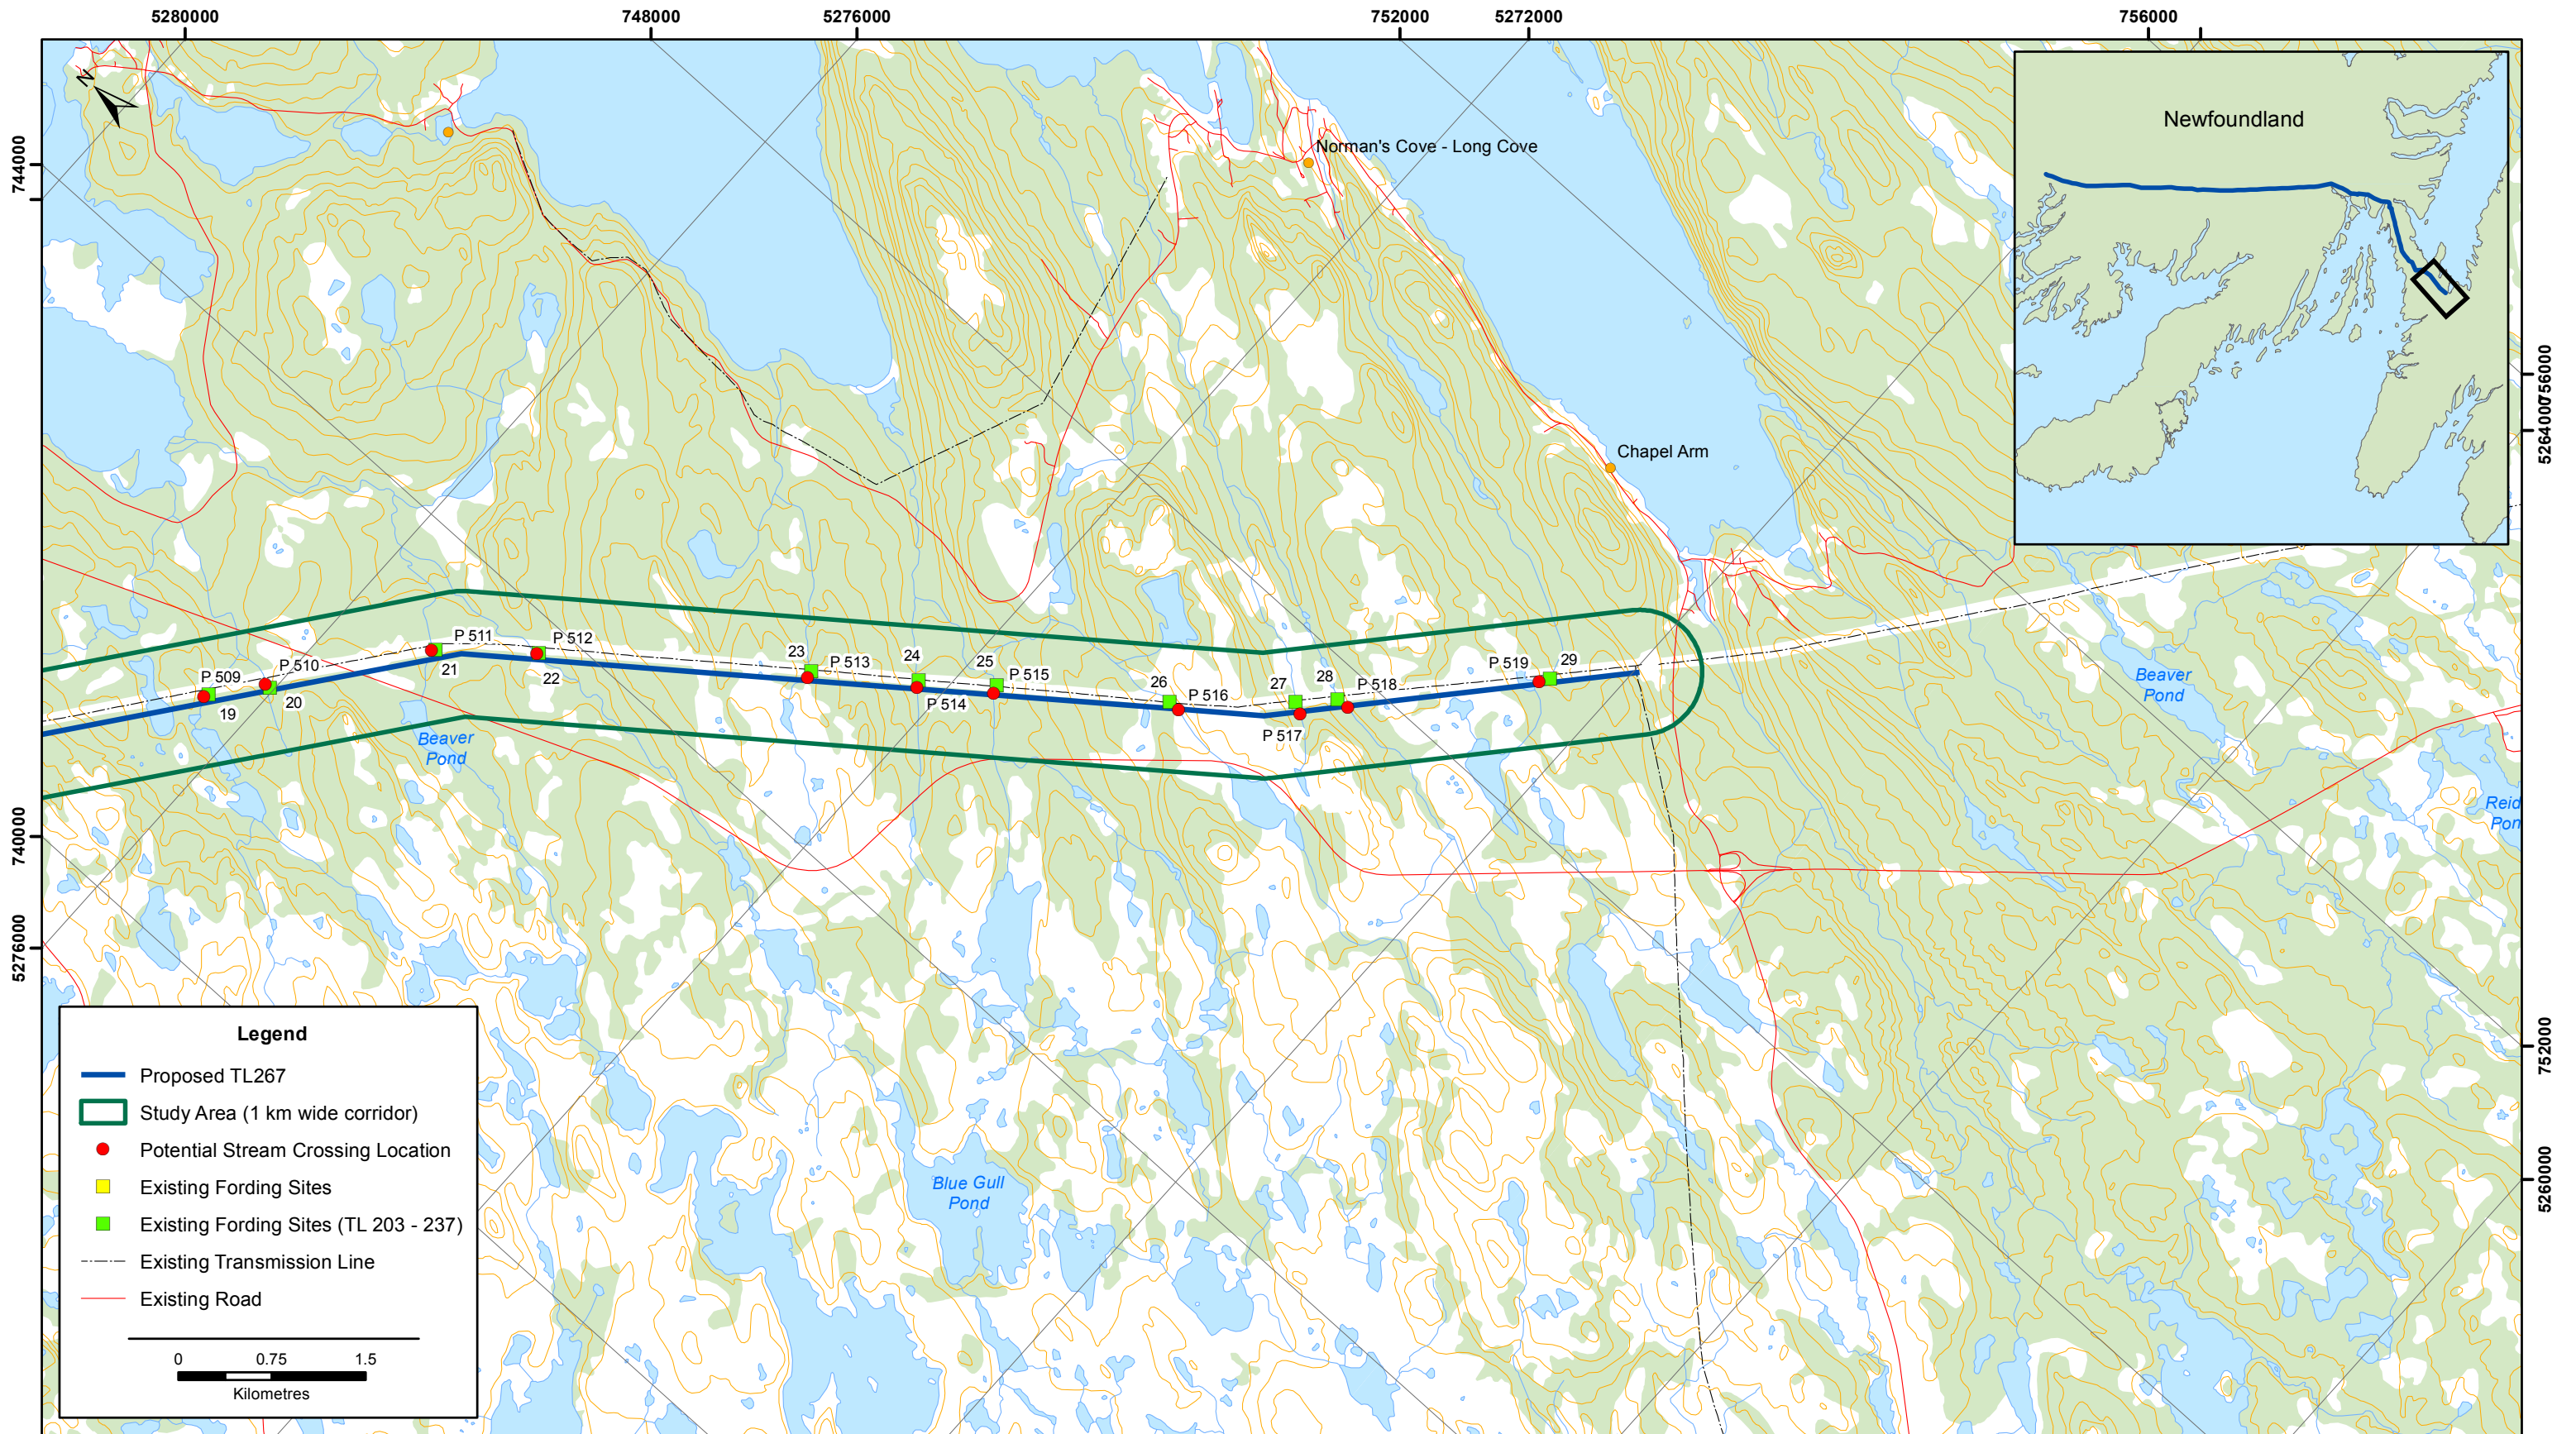 5280000
748000
5276000
752000
5272000
756000
N
744000
740000
5276000
756000
5264000
752000
5260000
Newfoundland
Norman's Cove - Long Cove
Chapel Arm
P 509
19
P 510
20
P 511
21
P 512
22
23
P 513
24
P 514
25
P 515
26
P 516
27
P 517
28
P 518
P 519
29
Beaver
Pond
Beaver
Pond
Reid
Pon
Blue Gull
Pond
Legend
Proposed TL267
Study Area (1 km wide corridor)
Potential Stream Crossing Location
Existing Fording Sites
Existing Fording Sites (TL 203 - 237)
Existing Transmission Line
Existing Road
0 0.75 1.5
Kilometres